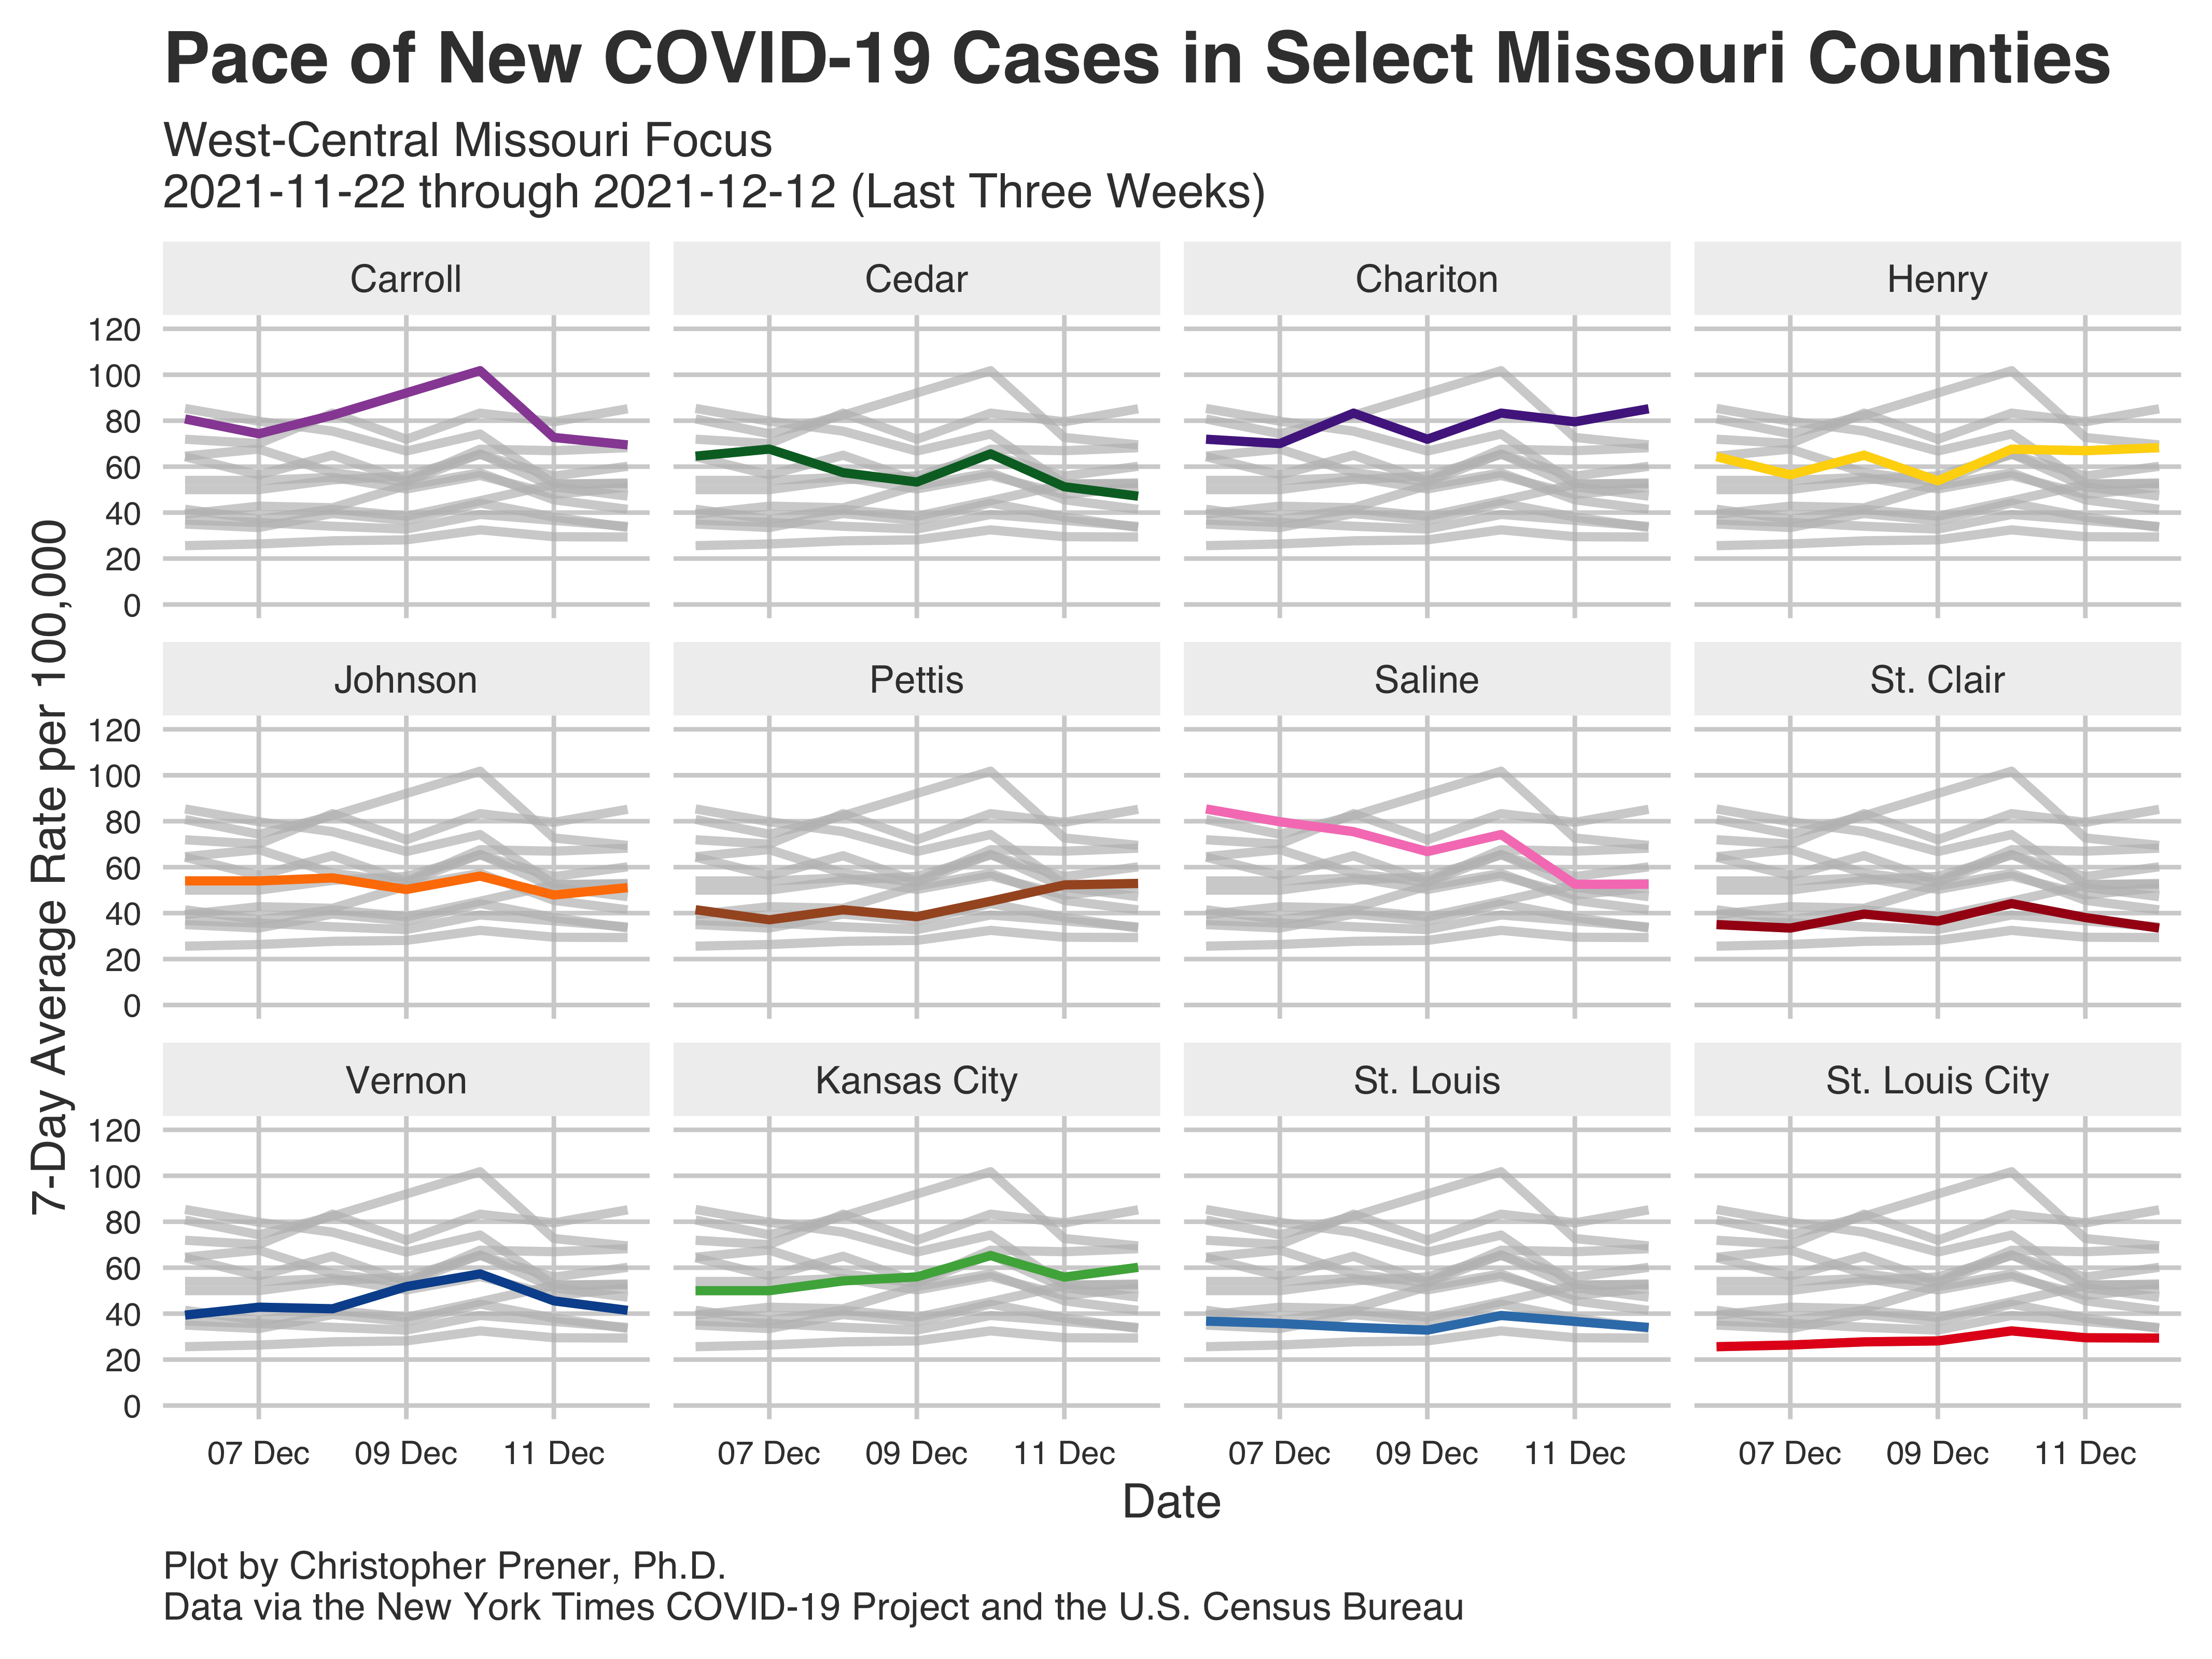 Pace of New COVID-19 Cases in Select Missouri Counties
West-Central Missouri Focus
2021-11-22 through 2021-12-12 (Last Three Weeks)
7-Day Average Rate per 100,000
Carroll Cedar Chariton Henry
120
100
80
60
40
20
0
Johnson Pettis Saline St. Clair
120
100
80
60
40
20
0
Vernon Kansas City St. Louis St. Louis City
120
100
80
60
40
20
0
07 Dec 09 Dec 11 Dec 07 Dec 09 Dec 11 Dec 07 Dec 09 Dec 11 Dec 07 Dec 09 Dec 11 Dec
Date
Plot by Christopher Prener, Ph.D.
Data via the New York Times COVID-19 Project and the U.S. Census Bureau